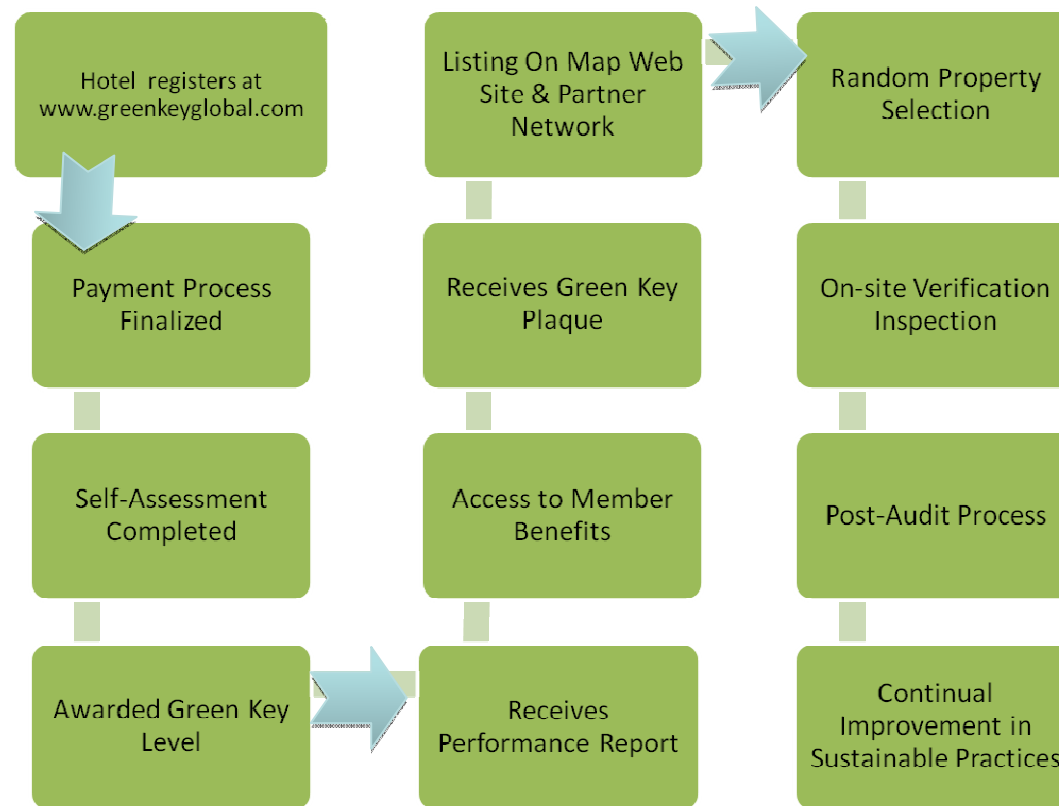 Hotel registers at
www.greenkeyglobal.com
Payment Process
Finalized
Self-Assessment
Completed
Awarded Green Key
Level
Receives
Performance Report
Access to Member
Benefits
Receives Green Key
Plaque
Listing On Map Web
Site & Partner
Network
Random Property
Selection
On-site Verification
Inspection
Post-Audit Process
Continual
Improvement in
Sustainable Practices